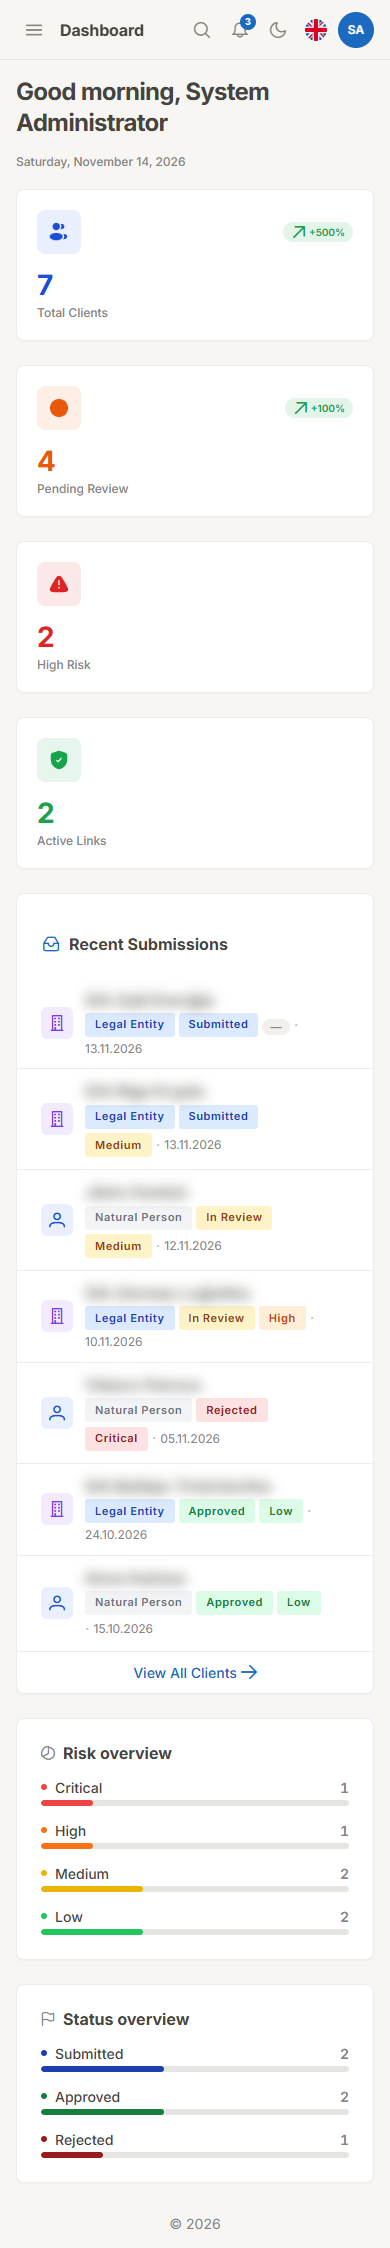 Dashboard
3
SA
Good morning, System
Administrator
Saturday, November 14, 2026
+500%
7
Total Clients
+100%
4
Pending Review
2
High Risk
2
Active Links
Recent Submissions
Legal Entity Submitted — ·
13.11.2026
Legal Entity Submitted
Medium · 13.11.2026
Natural Person In Review
Medium · 12.11.2026
Legal Entity In Review High ·
10.11.2026
Natural Person Rejected
Critical · 05.11.2026
Legal Entity Approved Low ·
24.10.2026
Natural Person Approved Low
· 15.10.2026
View All Clients
Risk overview
Critical 1
High 1
Medium 2
Low 2
Status overview
Submitted 2
Approved 2
Rejected 1
© 2026